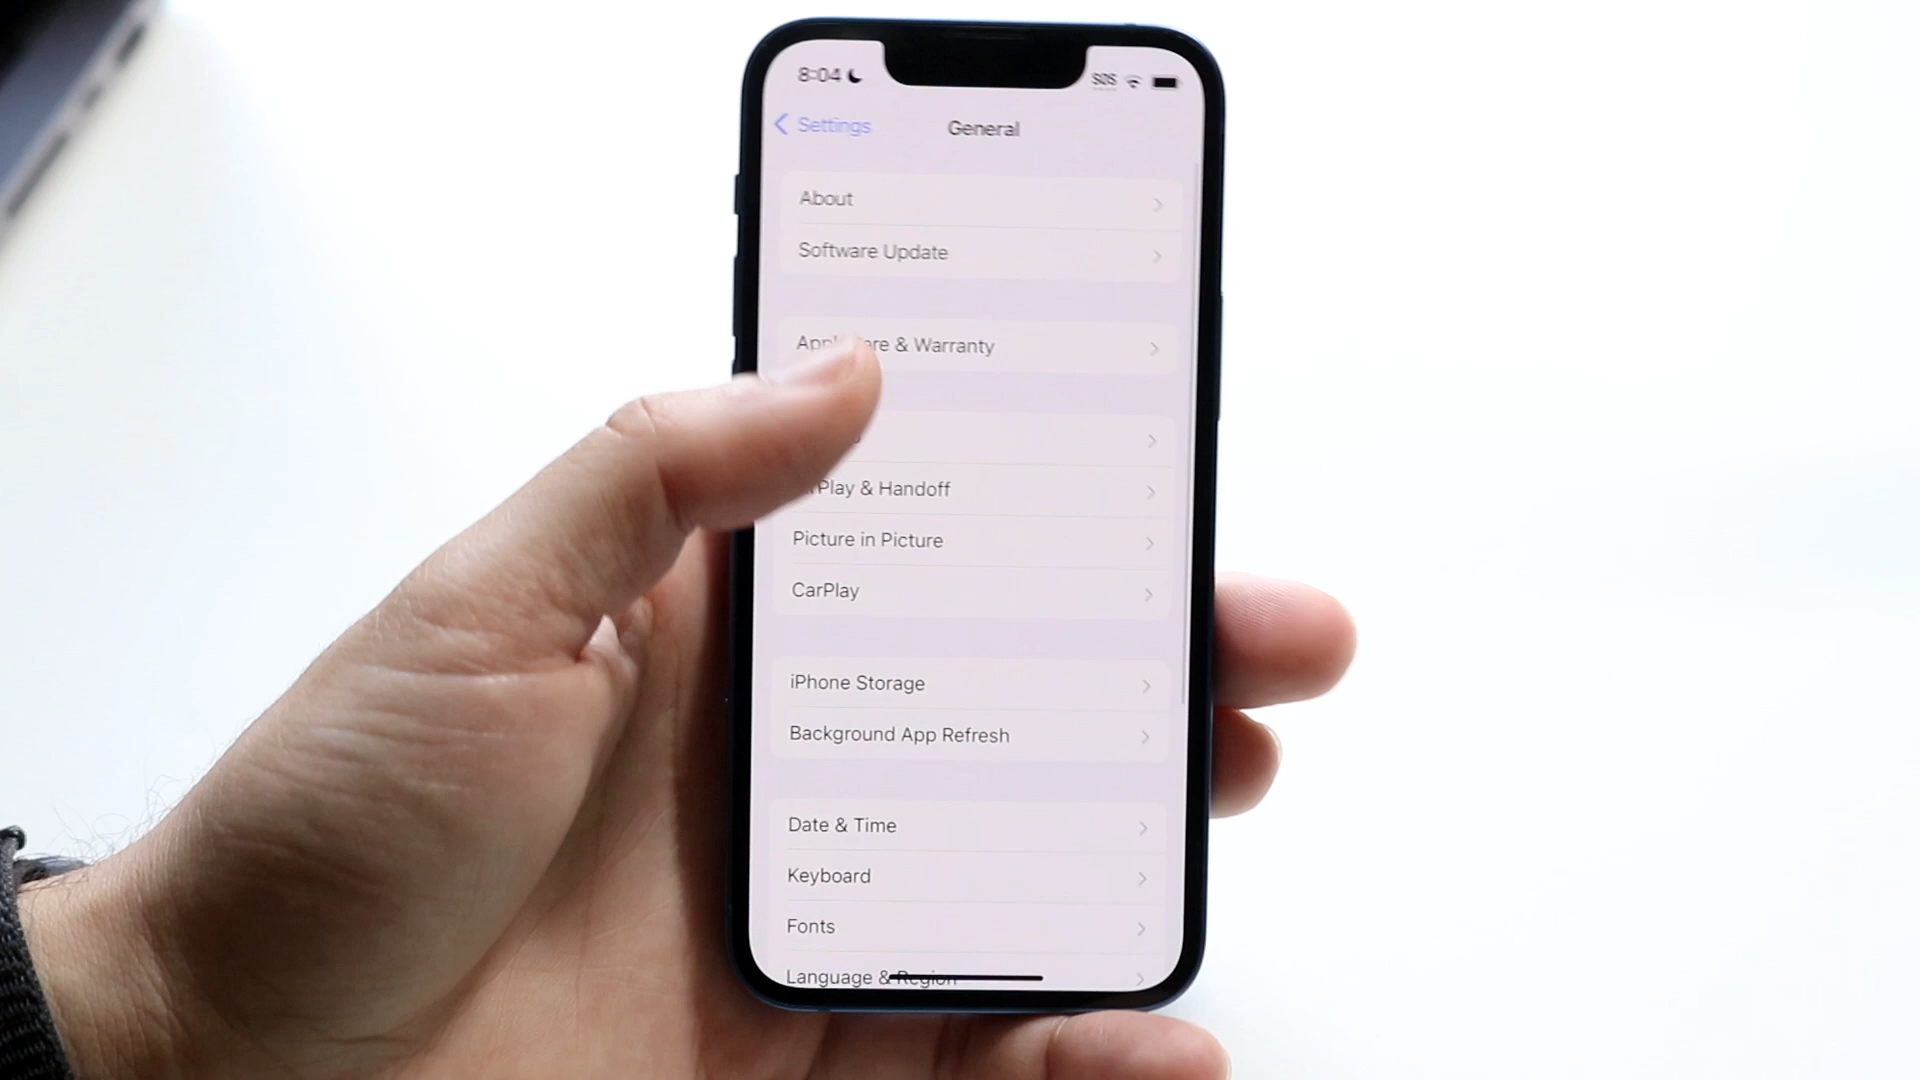 8:04
SOS
Settings
General
About
Software Update
& Warranty
Play & Handoff
Picture in Picture
CarPlay
iPhone Storage
Background App Refresh
Date & Time
Keyboard
Fonts
Language & Region